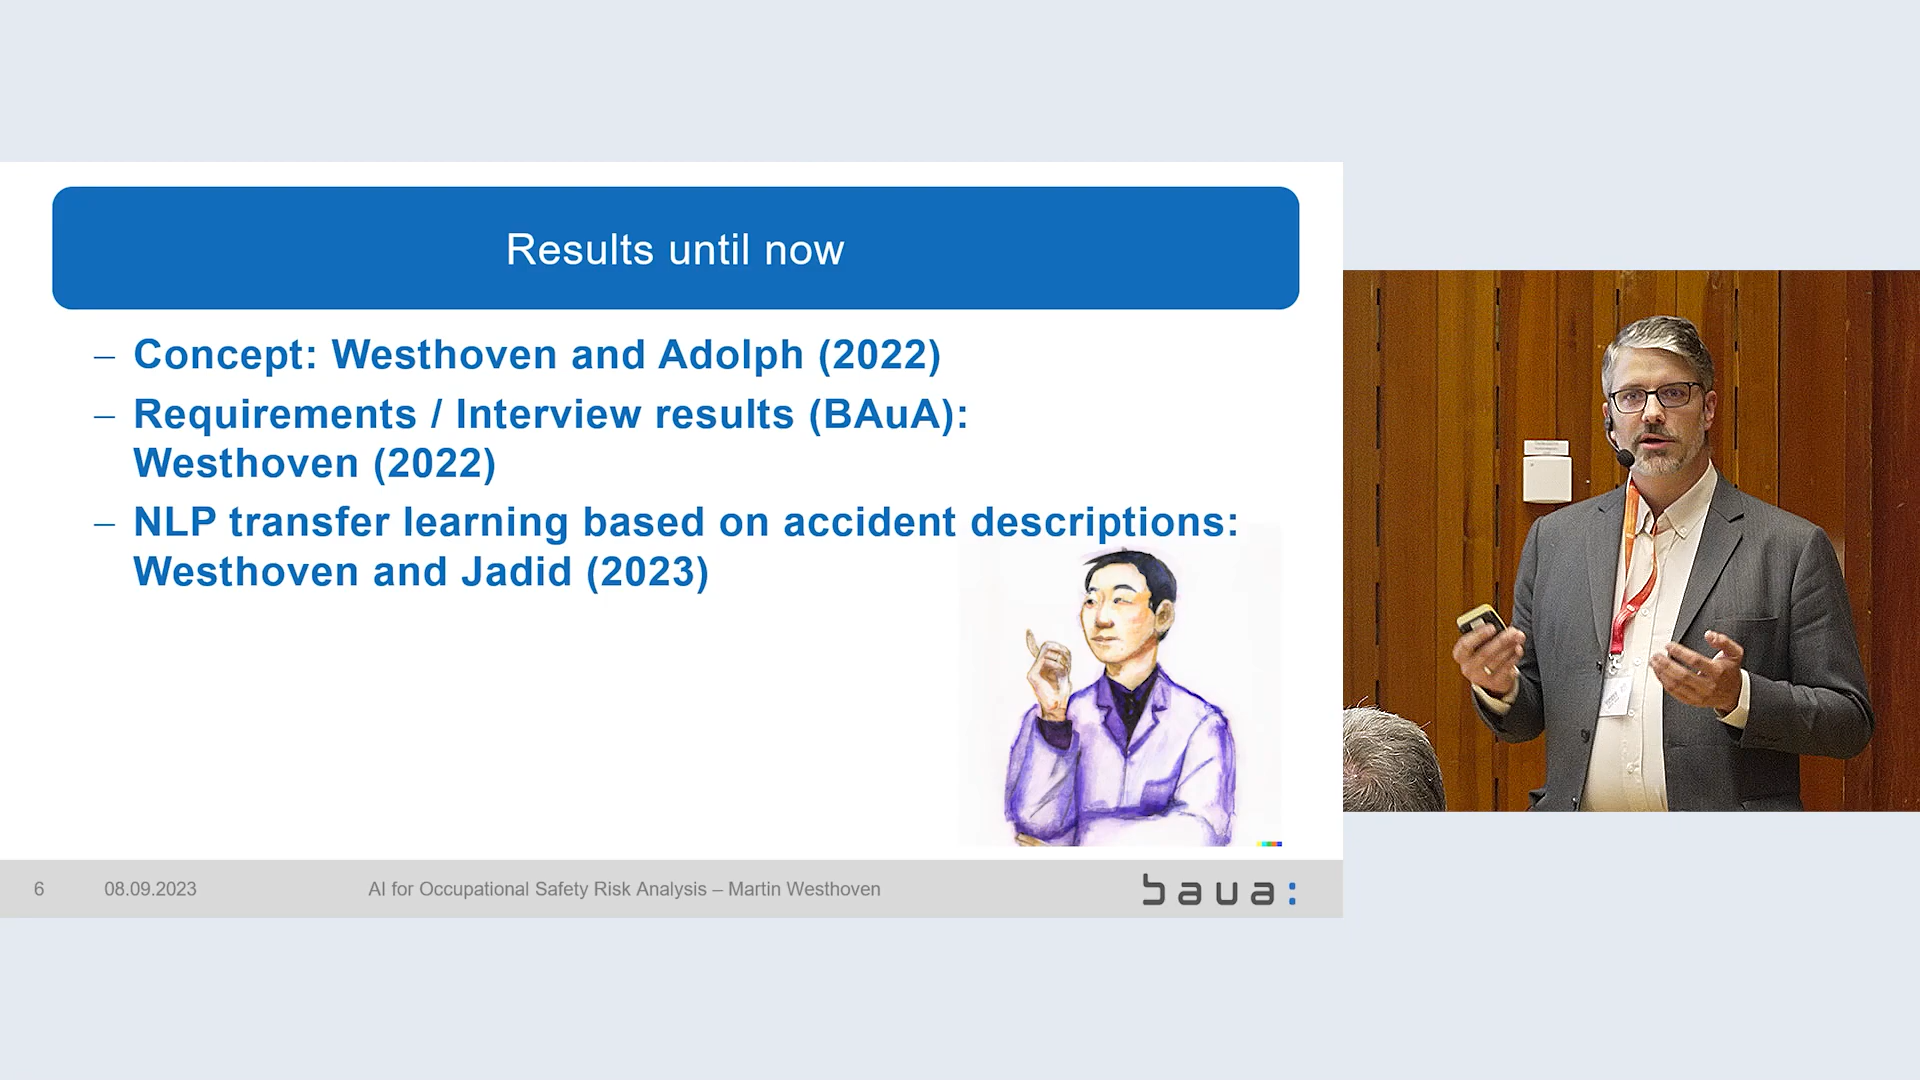 Results until now
– Concept: Westhoven and Adolph (2022)
– Requirements / Interview results (BAuA):
Westhoven (2022)
– NLP transfer learning based on accident descriptions:
Westhoven and Jadid (2023)
6 08.09.2023 AI for Occupational Safety Risk Analysis – Martin Westhoven baua: